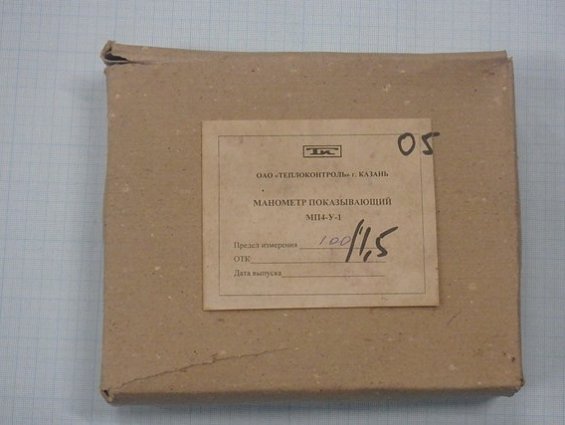 05
Тк
ОАО «ТЕПЛОКОНТРОЛЬ» г. КАЗАНЬ
МАНОМЕТР ПОКАЗЫВАЮЩИЙ
МП4-У-1
Предел измерения 100/1,5
ОТК
Дата выпуска